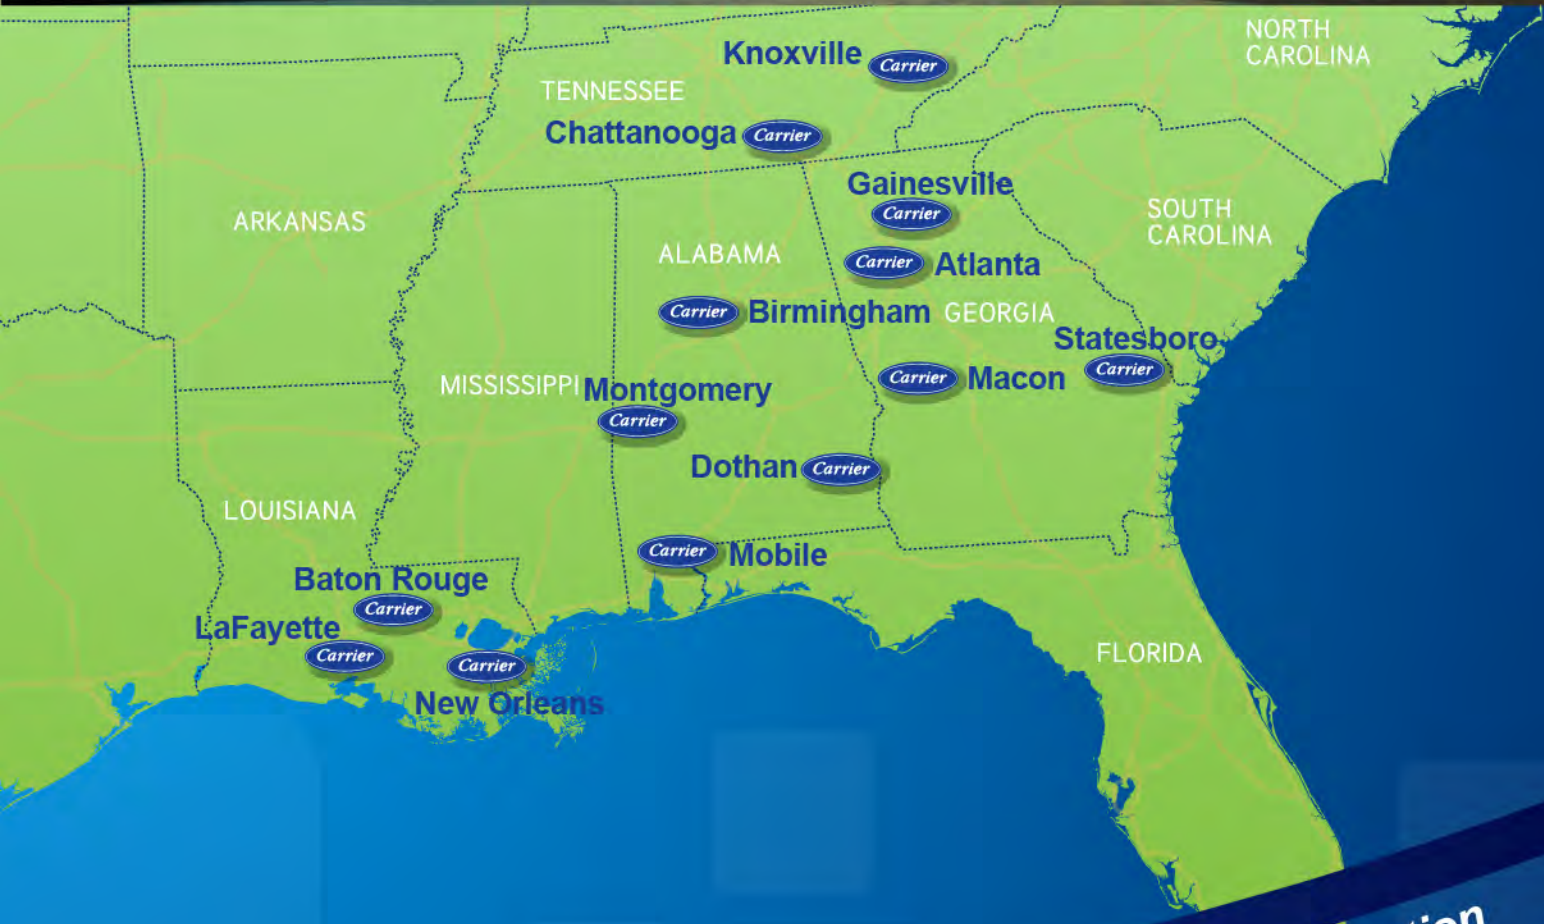 NORTH
CAROLINA
Knoxville
Carrier
TENNESSEE
Chattanooga
Carrier
Gainesville
Carrier
SOUTH
CAROLINA
ARKANSAS
ALABAMA
Carrier
Atlanta
Carrier
Birmingham
GEORGIA
Statesboro
Carrier
MISSISSIPPI
Montgomery
Carrier
Carrier
Macon
Dothan
Carrier
LOUISIANA
Carrier
Mobile
Baton Rouge
Carrier
LaFayette
Carrier
Carrier
New Orleans
FLORIDA